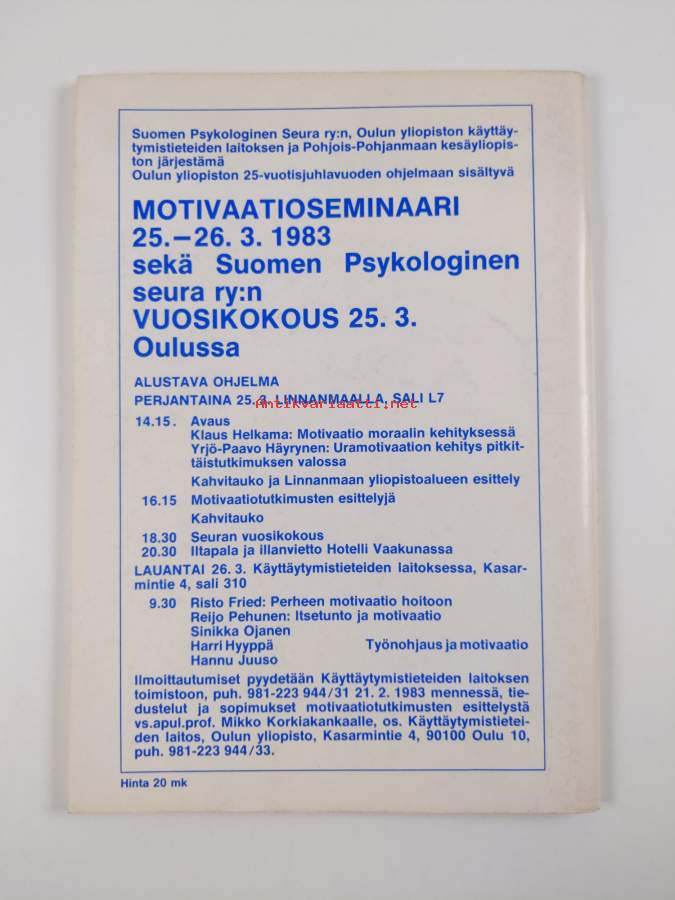 Suomen Psykologinen Seura ry:n, Oulun yliopiston käyttäy-
tymistieteiden laitoksen ja Pohjois-Pohjanmaan kesäyliopis-
ton järjestämä
Oulun yliopiston 25-vuotisjuhlavuoden ohjelmaan sisältyvä
MOTIVAATIOSEMINAARI
25.–26. 3. 1983
sekä Suomen Psykologinen
seura ry:n
VUOSIKOKOUS 25. 3.
Oulussa
ALUSTAVA OHJELMA
PERJANTAINA 25. 3. LINNANMAALLA, SALI L7
Antikvariaatti.net
14.15. Avaus
Klaus Helkama: Motivaatio moraalin kehityksessä
Yrjö-Paavo Häyrynen: Uramotivaation kehitys pitkit-
täistutkimuksen valossa
Kahvitauko ja Linnanmaan yliopistoalueen esittely
16.15 Motivaatiotutkimusten esittelyjä
Kahvitauko
18.30 Seuran vuosikokous
20.30 Iltapala ja illanvietto Hotelli Vaakunassa
LAUANTAI 26. 3. Käyttäytymistieteiden laitoksessa, Kasar-
mintie 4, sali 310
9.30 Risto Fried: Perheen motivaatio hoitoon
Reijo Pehunen: Itsetunto ja motivaatio
Sinikka Ojanen
Harri Hyyppä Työnohjaus ja motivaatio
Hannu Juuso
Ilmoittautumiset pyydetään Käyttäytymistieteiden laitoksen
toimistoon, puh. 981-223 944/31 21. 2. 1983 mennessä, tie-
dustelut ja sopimukset motivaatiotutkimusten esittelystä
vs.apul.prof. Mikko Korkiakankaalle, os. Käyttäytymistietei-
den laitos, Oulun yliopisto, Kasarmintie 4, 90100 Oulu 10,
puh. 981-223 944/33.
Hinta 20 mk